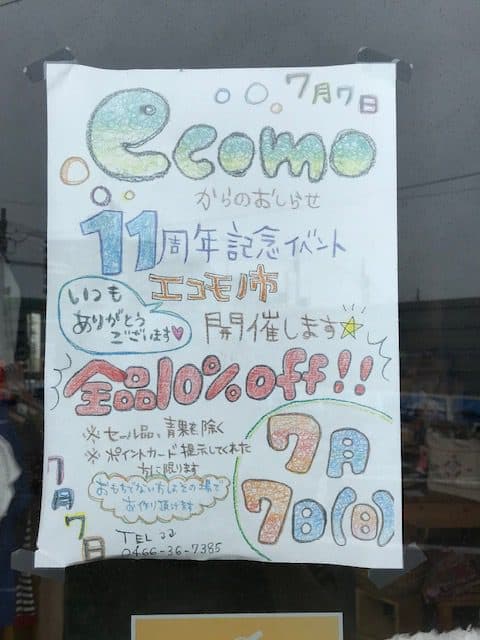 7月7日
ecomo
からのおしらせ
11周年記念イベント
エコモノ市
いつも
ありがとう
ございます♥
開催します☆
全品10%off!!
※セール品、青果を除く
※ポイントカード提示してくれた
方に限ります
おもちでない方はその場で
お作り頂けます
7月
7日(日)
7月7日
TEL
0466-36-7385